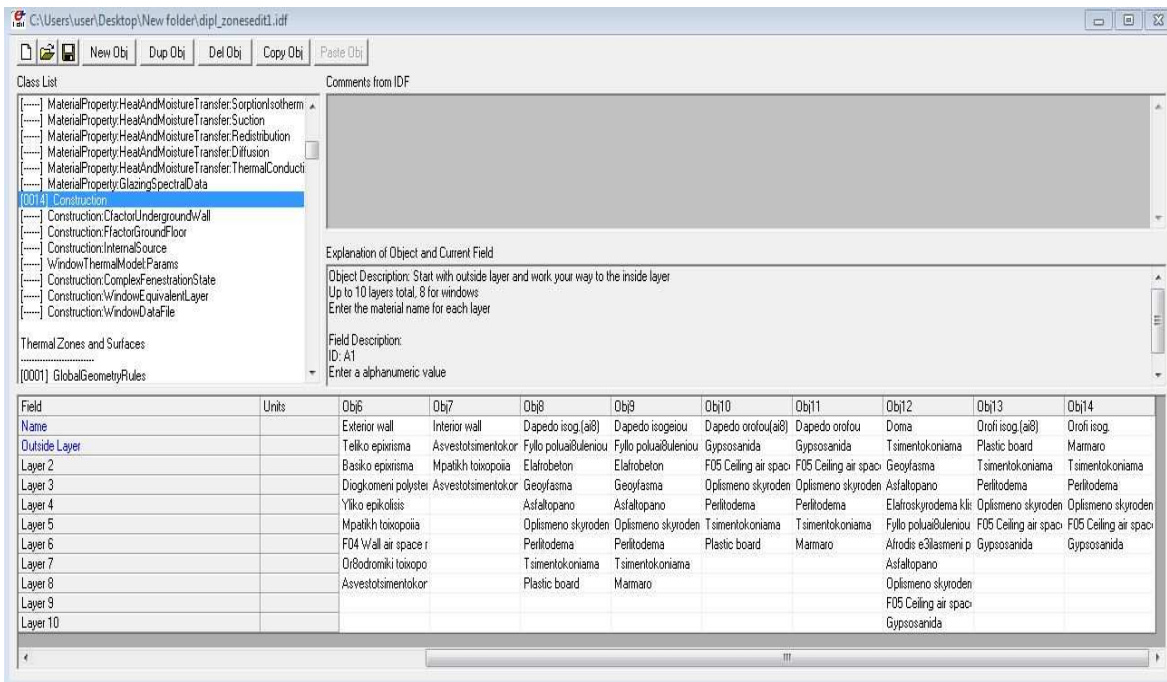 C:\Users\user\Desktop\New folder\dipl_zonesedit1.idf
New Obj Dup Obj Del Obj Copy Obj Paste Obj
Class List
[-----] MaterialProperty:HeatAndMoistureTransfer:SorptionIsotherm
[-----] MaterialProperty:HeatAndMoistureTransfer:Suction
[-----] MaterialProperty:HeatAndMoistureTransfer:Redistribution
[-----] MaterialProperty:HeatAndMoistureTransfer:Diffusion
[-----] MaterialProperty:HeatAndMoistureTransfer:ThermalConducti
[-----] MaterialProperty:GlazingSpectralData
[0014] Construction
[-----] Construction:CfactorUndergroundWall
[-----] Construction:FfactorGroundFloor
[-----] Construction:InternalSource
[-----] WindowThermalModel:Params
[-----] Construction:ComplexFenestrationState
[-----] Construction:WindowEquivalentLayer
[-----] Construction:WindowDataFile
Thermal Zones and Surfaces
--------------------------
[0001] GlobalGeometryRules
Comments from IDF
Explanation of Object and Current Field
Object Description: Start with outside layer and work your way to the inside layer
Up to 10 layers total, 8 for windows
Enter the material name for each layer
Field Description:
ID: A1
Enter a alphanumeric value
Field Units Obj6 Obj7 Obj8 Obj9 Obj10 Obj11 Obj12 Obj13 Obj14
Name Exterior wall Interior wall Dapedo isog.(ai8) Dapedo isogeiou Dapedo orofou(ai8) Dapedo orofou Doma Orofi isog.(ai8) Orofi isog.
Outside Layer Teliko epixrisma Asvestotsimentokor Fyllo poluai8uleniou Fyllo poluai8uleniou Gypsosanida Gypsosanida Tsimentokoniama Plastic board Marmaro
Layer 2 Basiko epixrisma Mpatikh toixopoiia Elafrobeton Elafrobeton F05 Ceiling air spac F05 Ceiling air spac Geoyfasma Tsimentokoniama Tsimentokoniama
Layer 3 Diogkomeni polyster Asvestotsimentokor Geoyfasma Geoyfasma Oplismeno skyroden Oplismeno skyroden Asfaltopano Perlitodema Perlitodema
Layer 4 Yliko epikolisis Asfaltopano Asfaltopano Perlitodema Perlitodema Elafroskyrodema klis Oplismeno skyroden Oplismeno skyroden
Layer 5 Mpatikh toixopoiia Oplismeno skyroden Oplismeno skyroden Tsimentokoniama Tsimentokoniama Fyllo poluai8uleniou F05 Ceiling air spac F05 Ceiling air spac
Layer 6 F04 Wall air space r Perlitodema Perlitodema Plastic board Marmaro Afrodis e3ilasmeni p Gypsosanida Gypsosanida
Layer 7 Or8odromiki toixopo Tsimentokoniama Tsimentokoniama Asfaltopano
Layer 8 Asvestotsimentokor Plastic board Marmaro Oplismeno skyroden
Layer 9 F05 Ceiling air spac
Layer 10 Gypsosanida